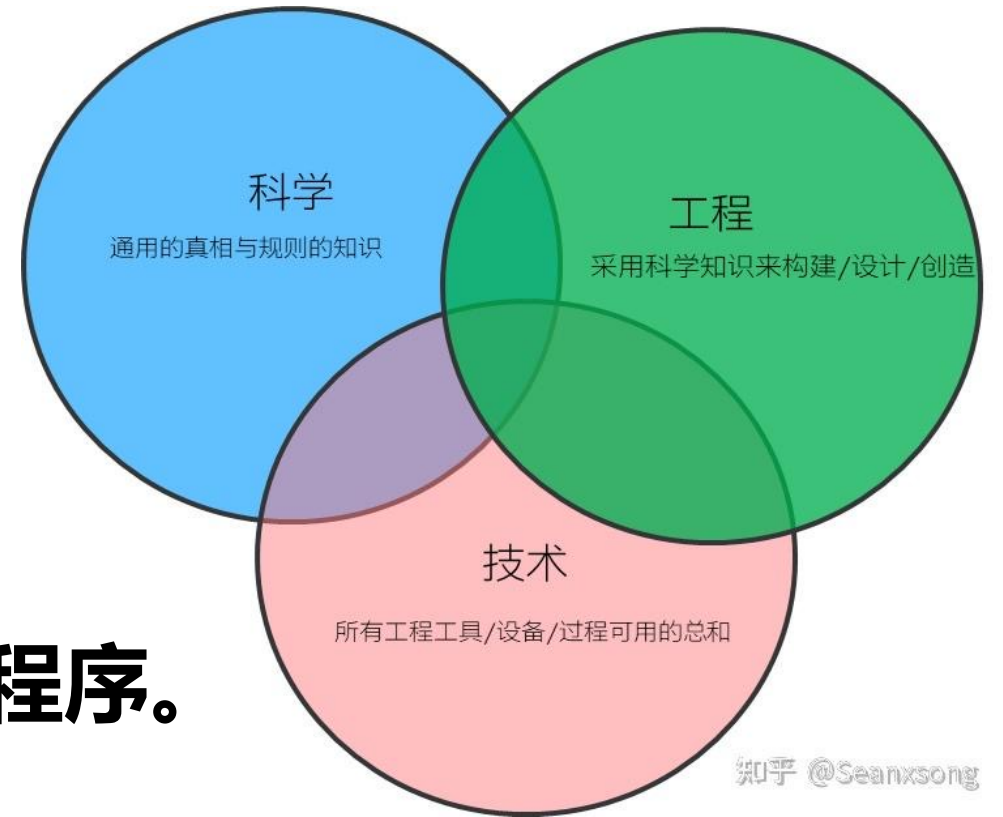 科学
通用的真相与规则的知识
工程
采用科学知识来构建/设计/创造
技术
所有工程工具/设备/过程可用的总和
程序。
知乎 @Seanxsong